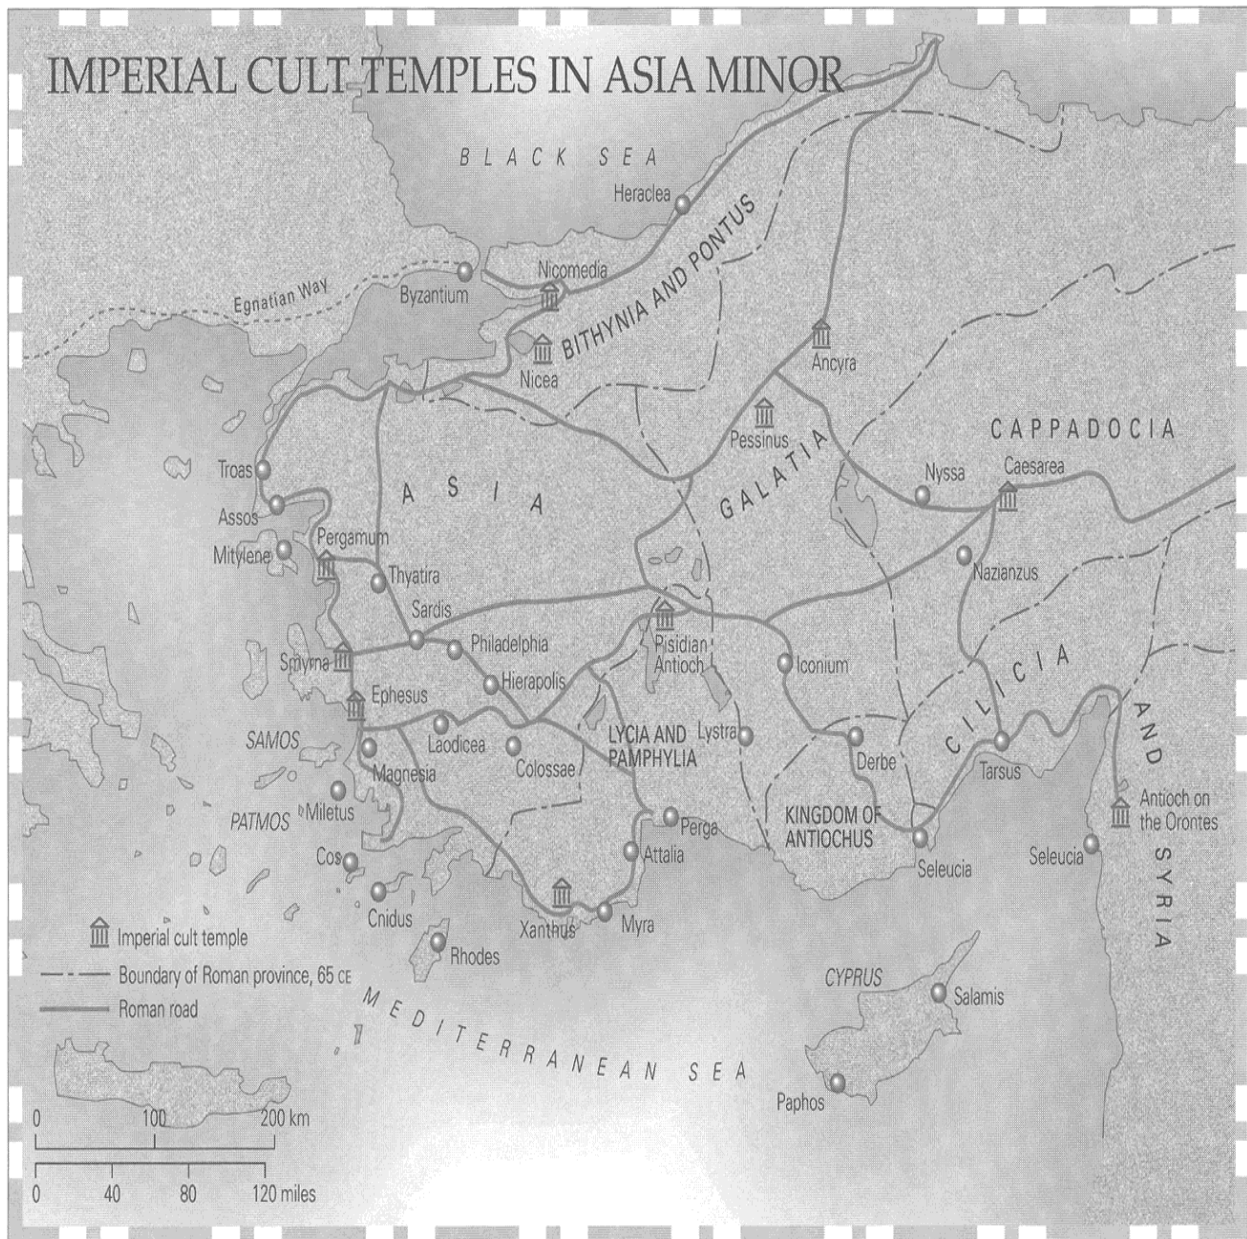 IMPERIAL CULT TEMPLES IN ASIA MINOR
BLACK SEA
Heraclea
Nicomedia
Byzantium
Egnatian Way
BITHYNIA AND PONTUS
Nicea
Ancyra
Pessinus
GALATIA
CAPPADOCIA
Nyssa
Caesarea
Troas
ASIA
Assos
Pergamum
Mitylene
Thyatira
Nazianzus
Sardis
Philadelphia
Pisidian
Antioch
Smyrna
Iconium
Hierapolis
Ephesus
CILICIA
AND
SYRIA
SAMOS
Laodicea
LYCIA AND
PAMPHYLIA
Lystra
Colossae
Magnesia
Derbe
Tarsus
Miletus
PATMOS
Perga
KINGDOM OF
ANTIOCHUS
Antioch on
the Orontes
Cos
Attalia
Seleucia
Seleucia
Cnidus
Xanthus
Myra
Imperial cult temple
Rhodes
Boundary of Roman province, 65 CE
CYPRUS
Salamis
Roman road
MEDITERRANEAN SEA
Paphos
0 100 200 km
0 40 80 120 miles